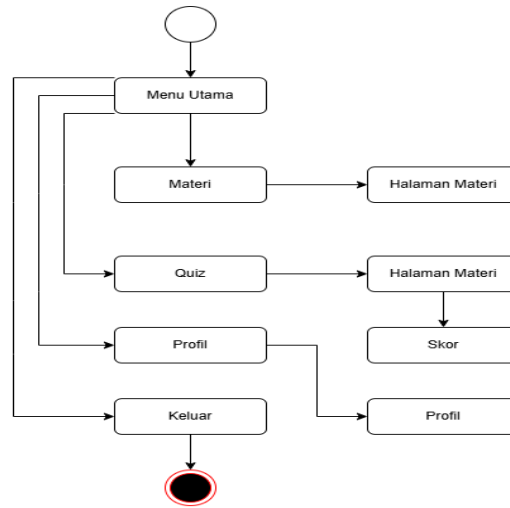 Menu Utama
Materi
Halaman Materi
Quiz
Halaman Materi
Profil
Skor
Keluar
Profil